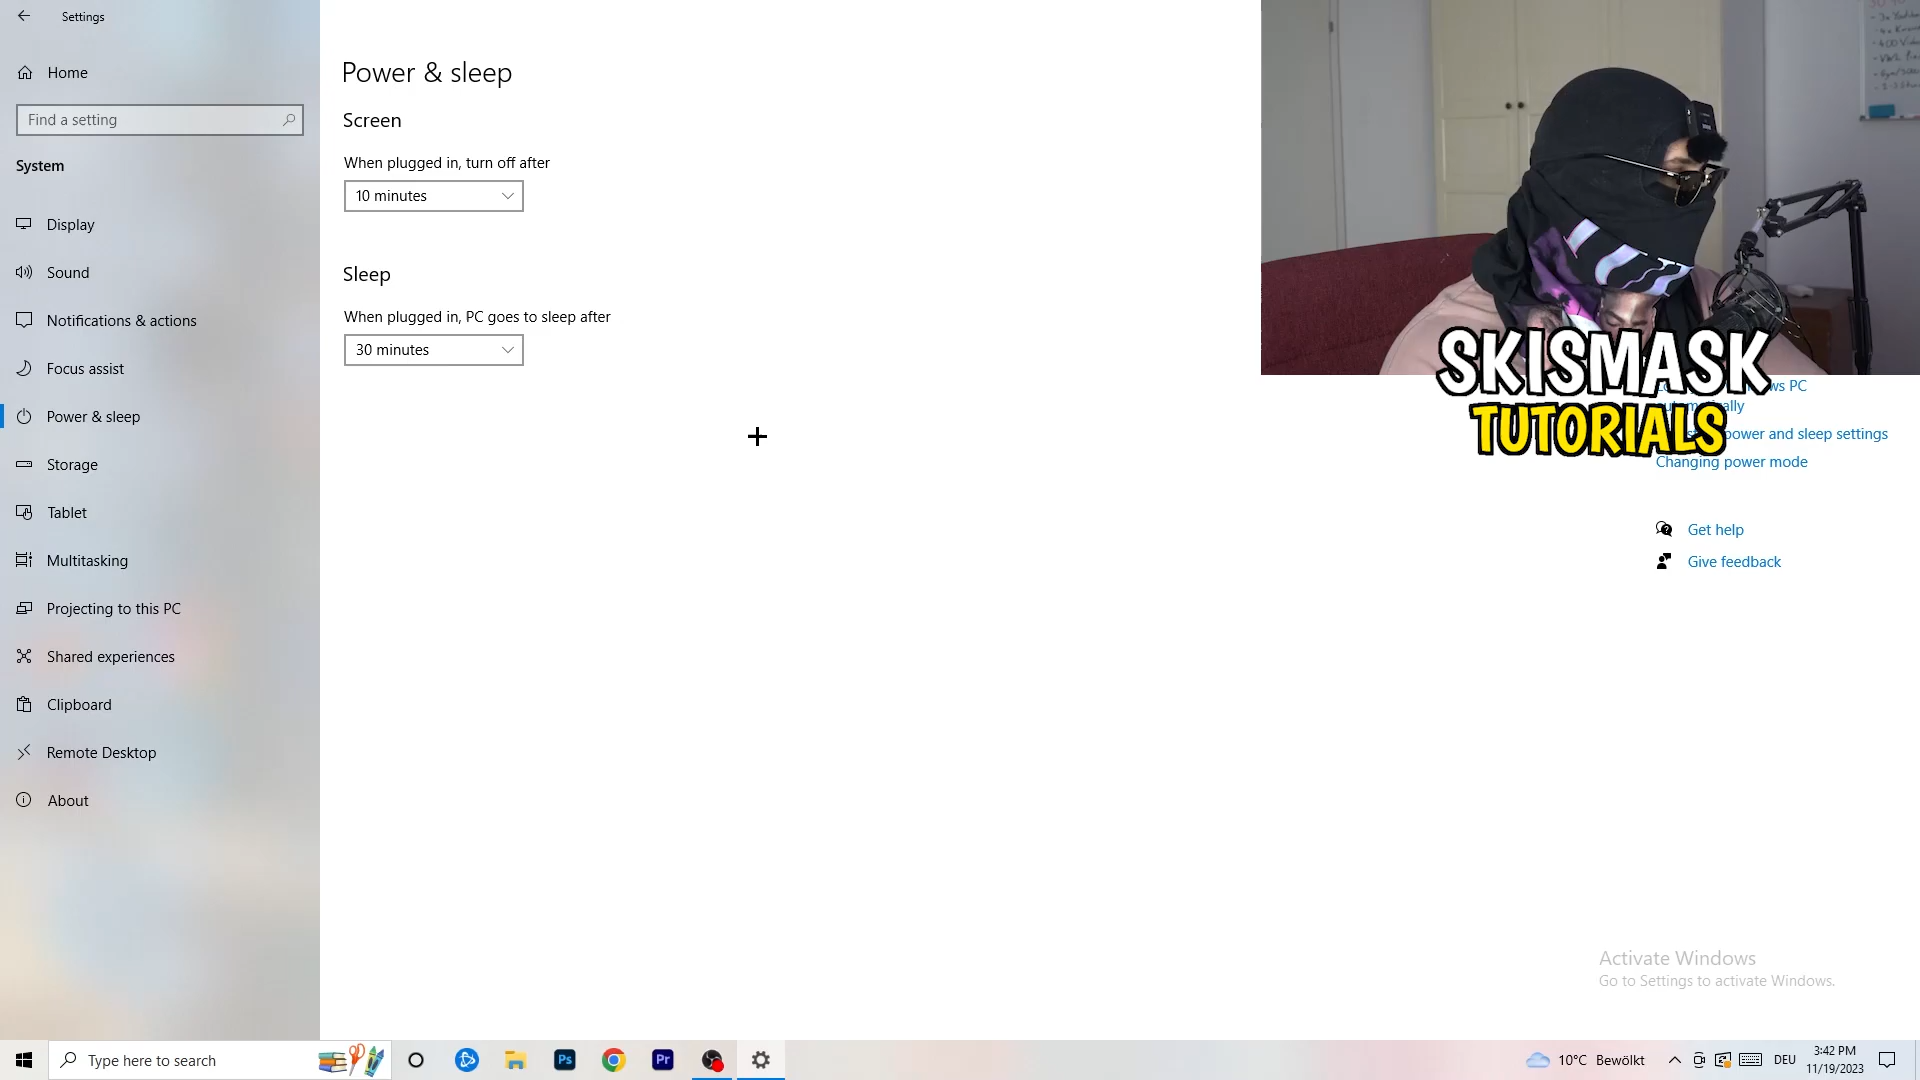 Settings
Home
Find a setting
System
Display
Sound
Notifications & actions
Focus assist
Power & sleep
Storage
Tablet
Multitasking
Projecting to this PC
Shared experiences
Clipboard
Remote Desktop
About
Power & sleep
Screen
When plugged in, turn off after
10 minutes
Sleep
When plugged in, PC goes to sleep after
30 minutes
SKISMASK
TUTORIALS
PC
power and sleep settings
Changing power mode
Get help
Give feedback
Activate Windows
Go to Settings to activate Windows.
Type here to search
Ps
Pr
10°C Bewölkt
DEU
3:42 PM
11/19/2023